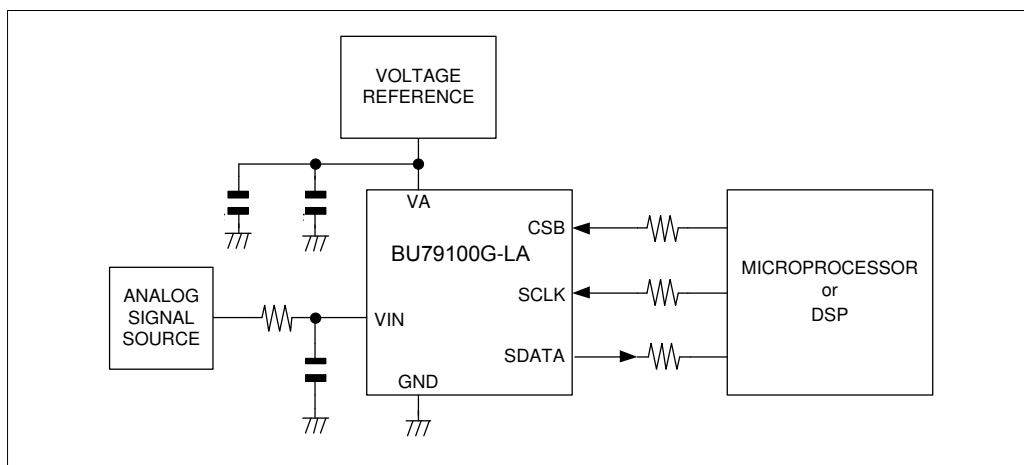 VOLTAGE
REFERENCE
VA
CSB
BU79100G-LA
MICROPROCESSOR
or
DSP
ANALOG
SIGNAL
SOURCE
SCLK
VIN
SDATA
GND